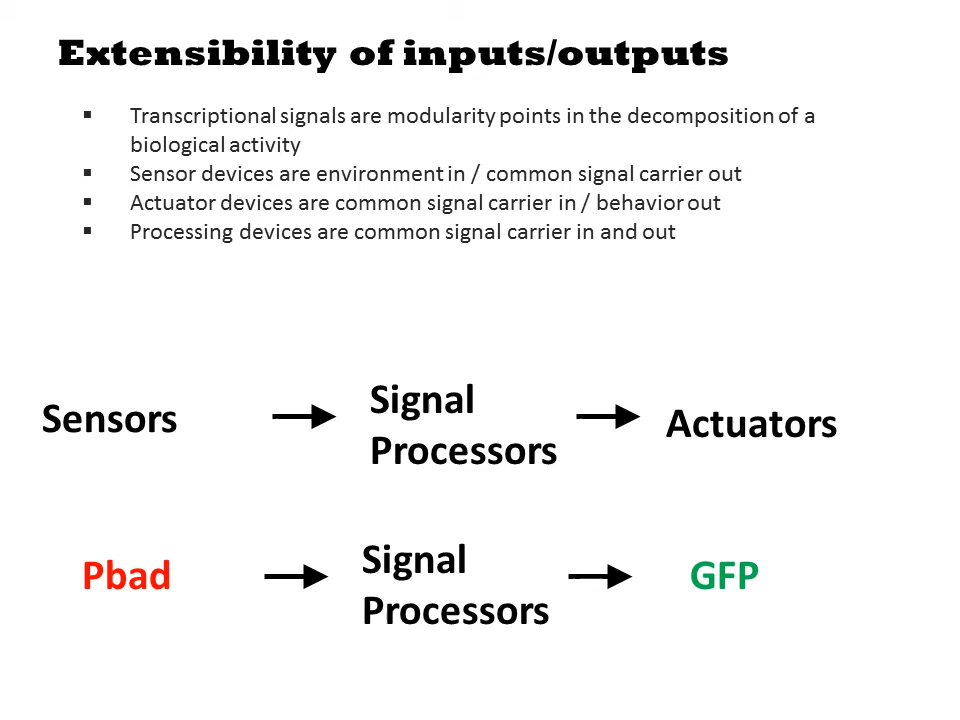 Extensibility of inputs/outputs
▪ Transcriptional signals are modularity points in the decomposition of a
biological activity
▪ Sensor devices are environment in / common signal carrier out
▪ Actuator devices are common signal carrier in / behavior out
▪ Processing devices are common signal carrier in and out
Sensors
Signal
Processors
Actuators
Pbad
Signal
Processors
GFP